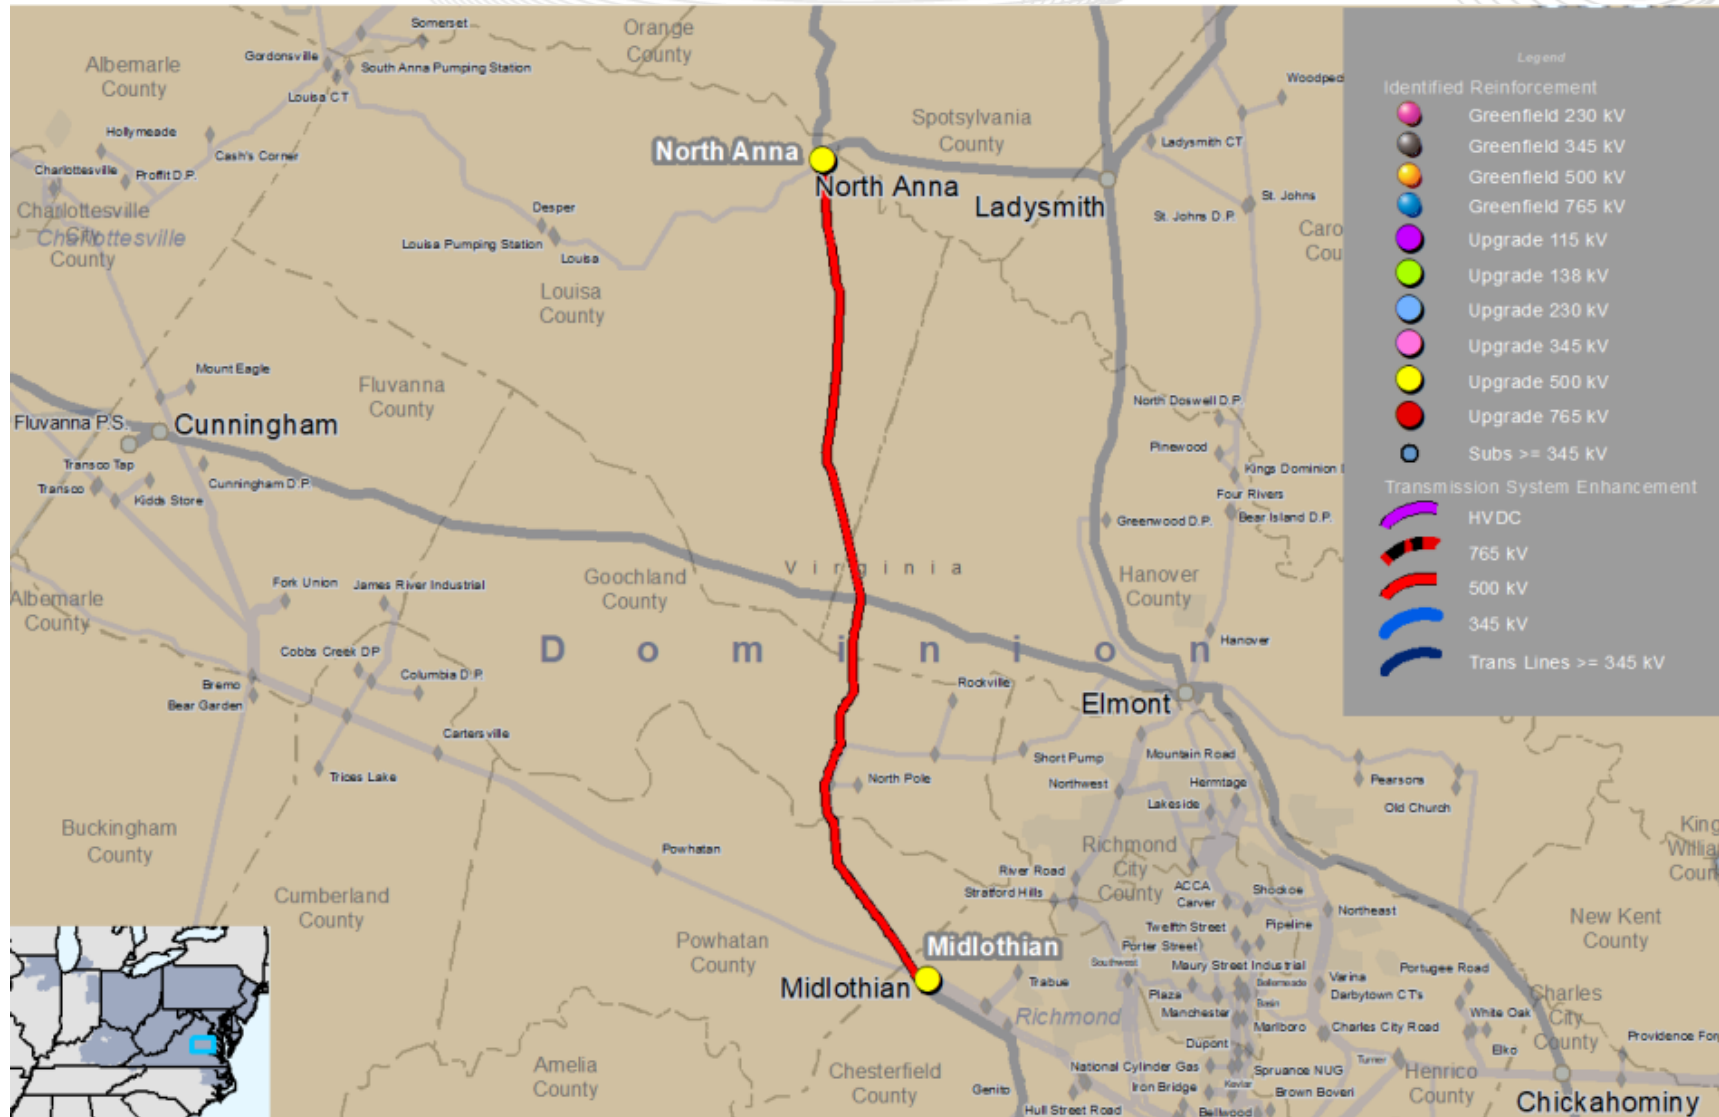 Somerset
Orange
County
Albemarle
County
Gordonsville
South Anna Pumping Station
Louisa CT
Hollymeade
Cash's Corner
Charlottesville
Proffit D.P.
Charlottesville
City
County
Charlottesville
North Anna
North Anna
Spotsylvania
County
Ladysmith
Ladysmith CT
Woodpec
St. Johns
St. Johns D.P.
Caro
Cou
Desper
Louisa Pumping Station
Louisa
Louisa
County
Mount Eagle
Fluvanna
County
Fluvanna P.S.
Cunningham
Transco Tap
Transco
Kidds Store
Cunningham D.P.
North Doswell D.P.
Pinewood
Kings Dominion
Four Rivers
Bear Island D.P.
Greenwood D.P.
Virginia
Goochland
County
Hanover
County
Hanover
Albemarle
County
Fork Union
James River Industrial
Dominion
Cobbs Creek DP
Columbia D.P.
Bremo
Bear Garden
Cartersville
Trices Lake
Rockville
Elmont
Short Pump
Mountain Road
North Pole
Northwest
Hermtage
Lakeside
Pearsons
Old Church
Buckingham
County
Powhatan
Richmond
City
County
King
Willia
Coun
River Road
Stratford Hills
ACCA
Carver
Shockoe
Northeast
Cumberland
County
New Kent
County
Twelfth Street
Pipeline
Porter Street
Powhatan
County
Midlothian
Midlothian
Southwest
Maury Street Industrial
Portugee Road
Trabue
Varina
Bellemeade
Darbytown CT's
Plaza
Basin
Manchester
White Oak
Charles
City
County
Richmond
Marlboro
Charles City Road
Providence For
Dupont
Elko
Turner
Amelia
County
Chesterfield
County
National Cylinder Gas
Spruance NUG
Henrico
County
Genito
Iron Bridge
Kevlar
Brown Boveri
Hull Street Road
Bellwood
Chickahominy
Legend
Identified Reinforcement
Greenfield 230 kV
Greenfield 345 kV
Greenfield 500 kV
Greenfield 765 kV
Upgrade 115 kV
Upgrade 138 kV
Upgrade 230 kV
Upgrade 345 kV
Upgrade 500 kV
Upgrade 765 kV
Subs >= 345 kV
Transmission System Enhancement
HVDC
765 kV
500 kV
345 kV
Trans Lines >= 345 kV